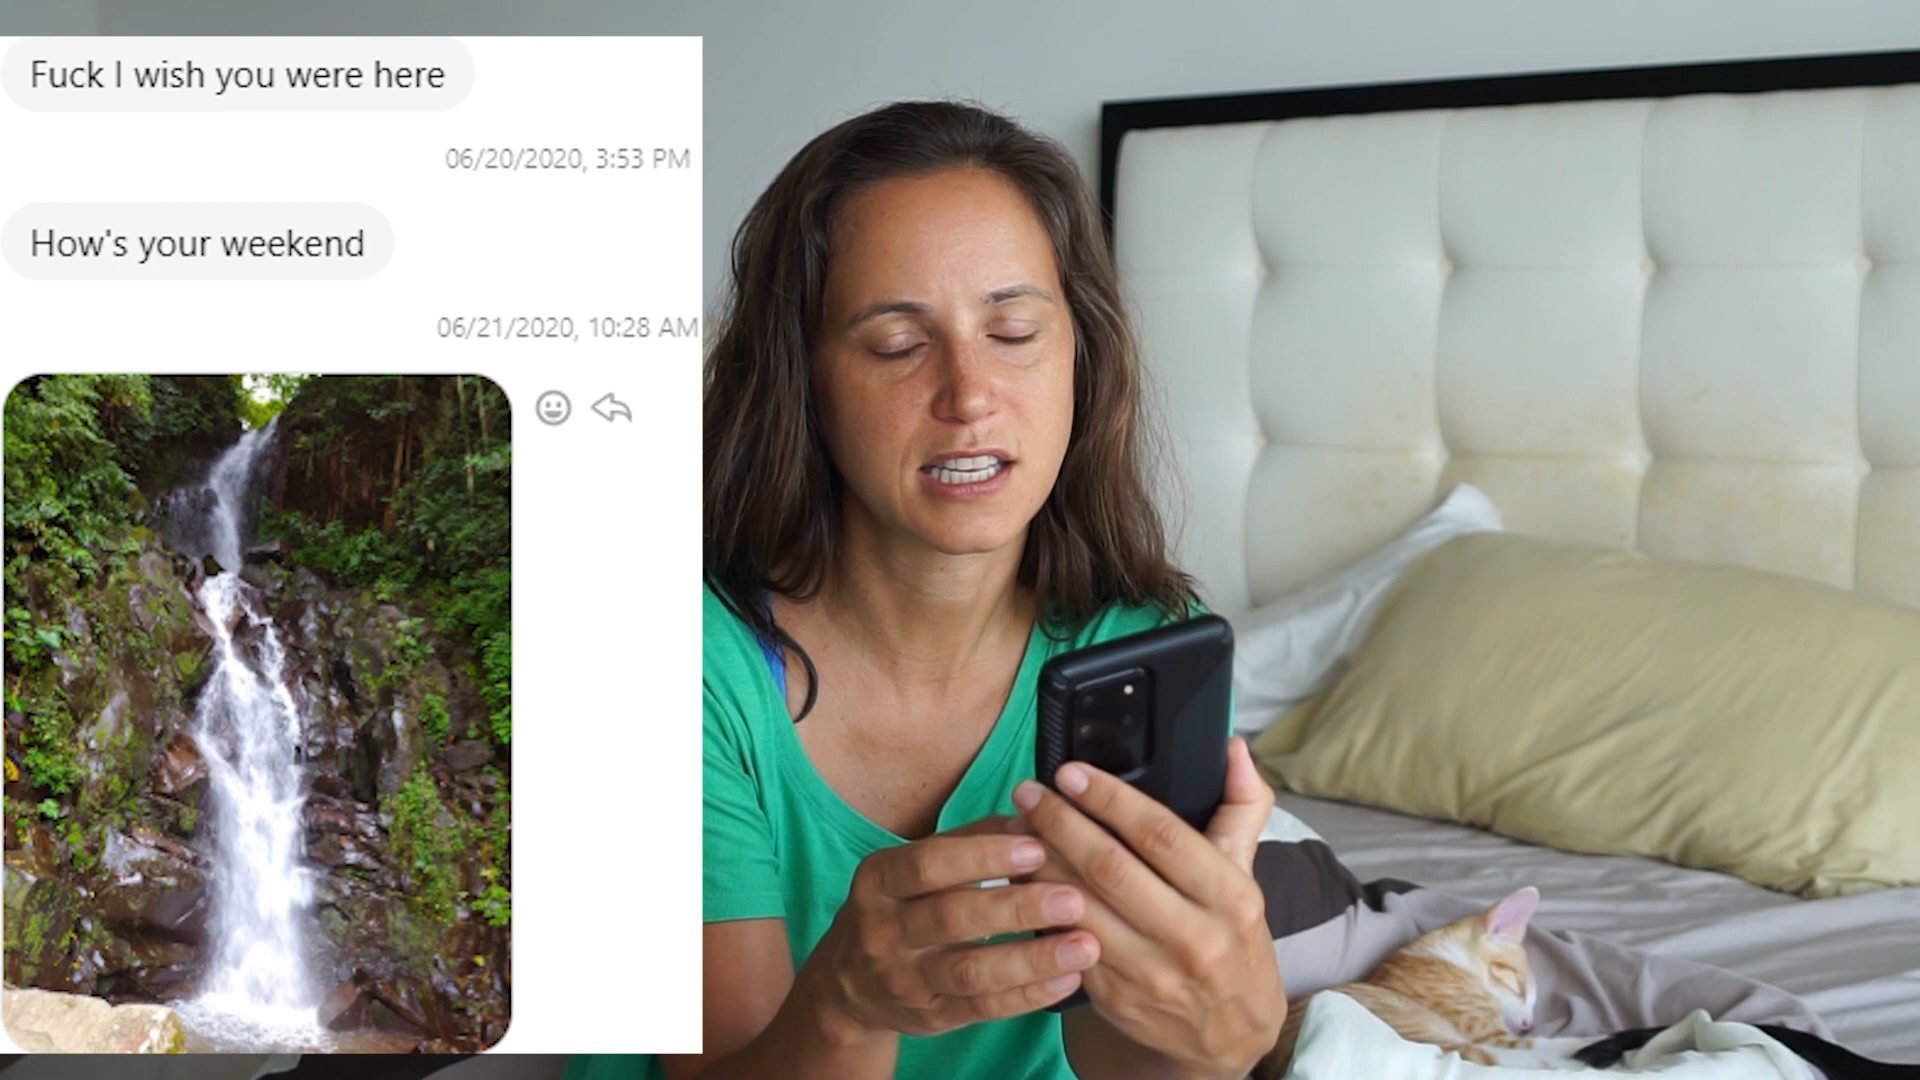 Fuck I wish you were here
06/20/2020, 3:53 PM
How's your weekend
06/21/2020, 10:28 AM